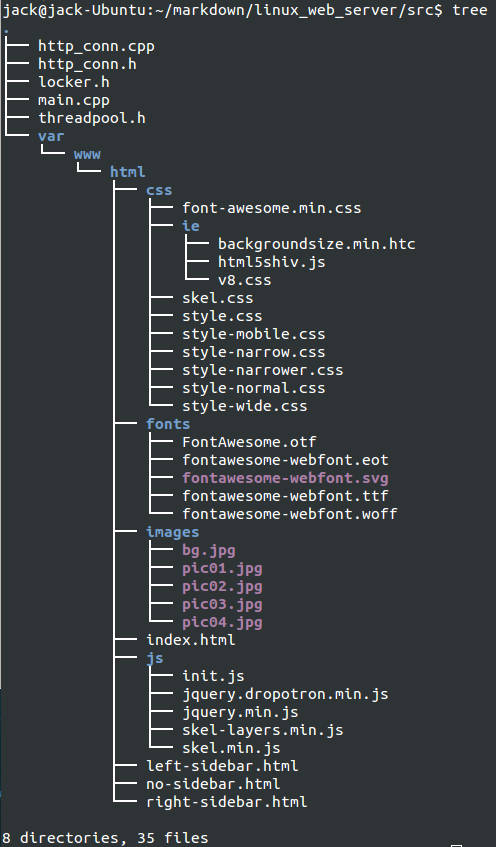 jack@jack-Ubuntu:~/markdown/linux_web_server/src$ tree
.
├── http_conn.cpp
├── http_conn.h
├── locker.h
├── main.cpp
├── threadpool.h
└── var
    └── www
        └── html
            ├── css
            │   ├── font-awesome.min.css
            │   ├── ie
            │   │   ├── backgroundsize.min.htc
            │   │   ├── html5shiv.js
            │   │   └── v8.css
            │   ├── skel.css
            │   ├── style.css
            │   ├── style-mobile.css
            │   ├── style-narrow.css
            │   ├── style-narrower.css
            │   ├── style-normal.css
            │   └── style-wide.css
            ├── fonts
            │   ├── FontAwesome.otf
            │   ├── fontawesome-webfont.eot
            │   ├── fontawesome-webfont.svg
            │   ├── fontawesome-webfont.ttf
            │   └── fontawesome-webfont.woff
            ├── images
            │   ├── bg.jpg
            │   ├── pic01.jpg
            │   ├── pic02.jpg
            │   ├── pic03.jpg
            │   └── pic04.jpg
            ├── index.html
            ├── js
            │   ├── init.js
            │   ├── jquery.dropotron.min.js
            │   ├── jquery.min.js
            │   ├── skel-layers.min.js
            │   └── skel.min.js
            ├── left-sidebar.html
            ├── no-sidebar.html
            └── right-sidebar.html

8 directories, 35 files